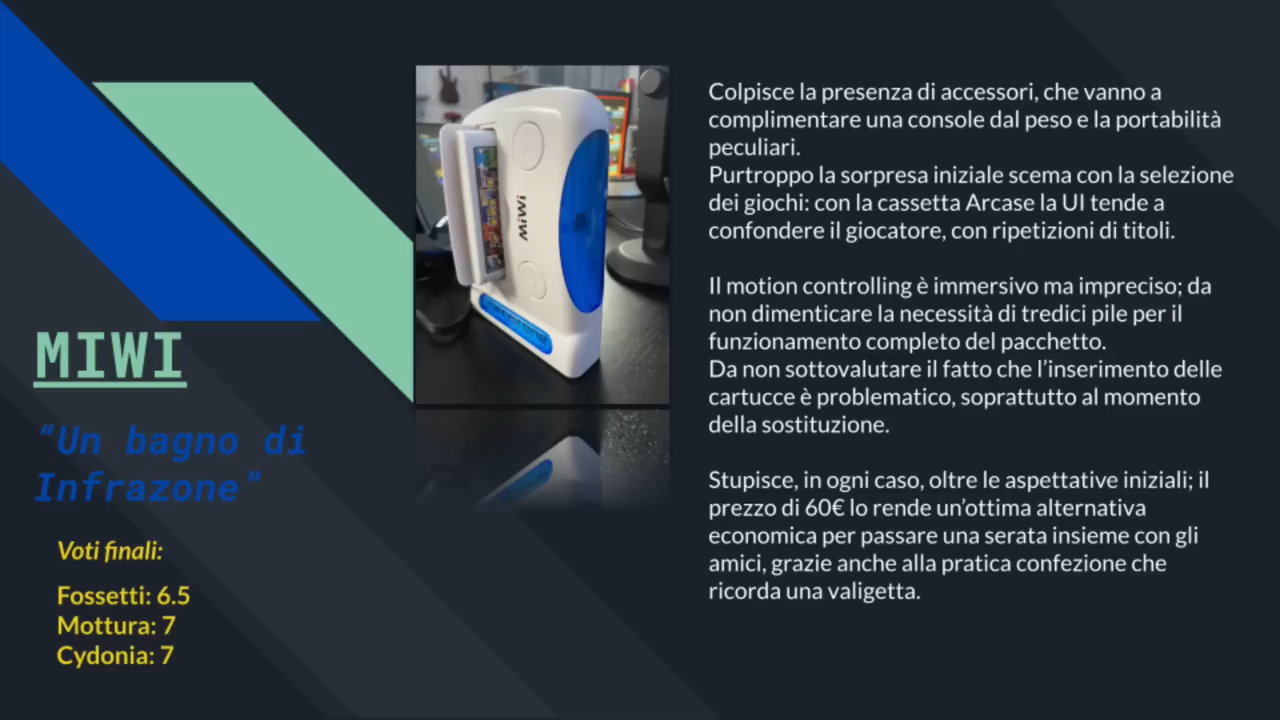 MIWI
"Un bagno di
Infrazone"
Voti finali:
Fossetti: 6.5
Mottura: 7
Cydonia: 7
MiWi
Colpisce la presenza di accessori, che vanno a
complimentare una console dal peso e la portabilità
peculiari.
Purtroppo la sorpresa iniziale scema con la selezione
dei giochi: con la cassetta Arcase la UI tende a
confondere il giocatore, con ripetizioni di titoli.
Il motion controlling è immersivo ma impreciso; da
non dimenticare la necessità di tredici pile per il
funzionamento completo del pacchetto.
Da non sottovalutare il fatto che l'inserimento delle
cartucce è problematico, soprattutto al momento
della sostituzione.
Stupisce, in ogni caso, oltre le aspettative iniziali; il
prezzo di 60€ lo rende un'ottima alternativa
economica per passare una serata insieme con gli
amici, grazie anche alla pratica confezione che
ricorda una valigetta.